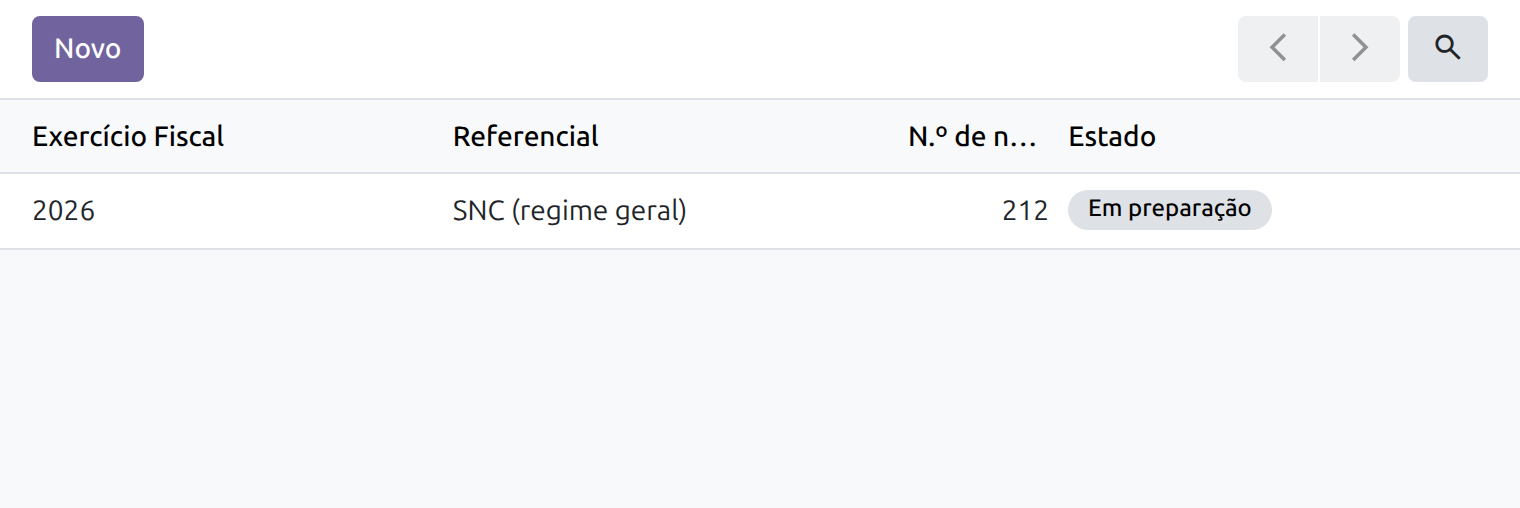 Novo
Exercício Fiscal Referencial N.º de n... Estado
2026 SNC (regime geral) 212 Em preparação